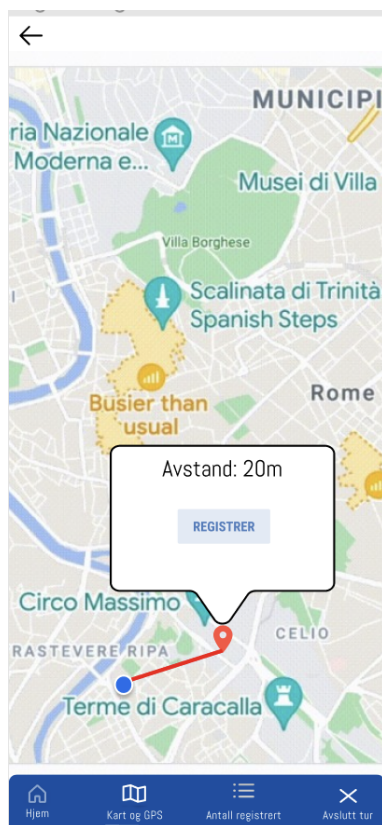 MUNICIPI
ria Nazionale
Moderna e...
Musei di Villa
Villa Borghese
Scalinata di Trinità
Spanish Steps
Rome
Busier than
usual
Avstand: 20m
REGISTRER
Circo Massimo
CELIO
RASTEVERE
RIPA
Terme di Caracalla
Hjem
Kart og GPS
Antall registrert
Avslutt tur